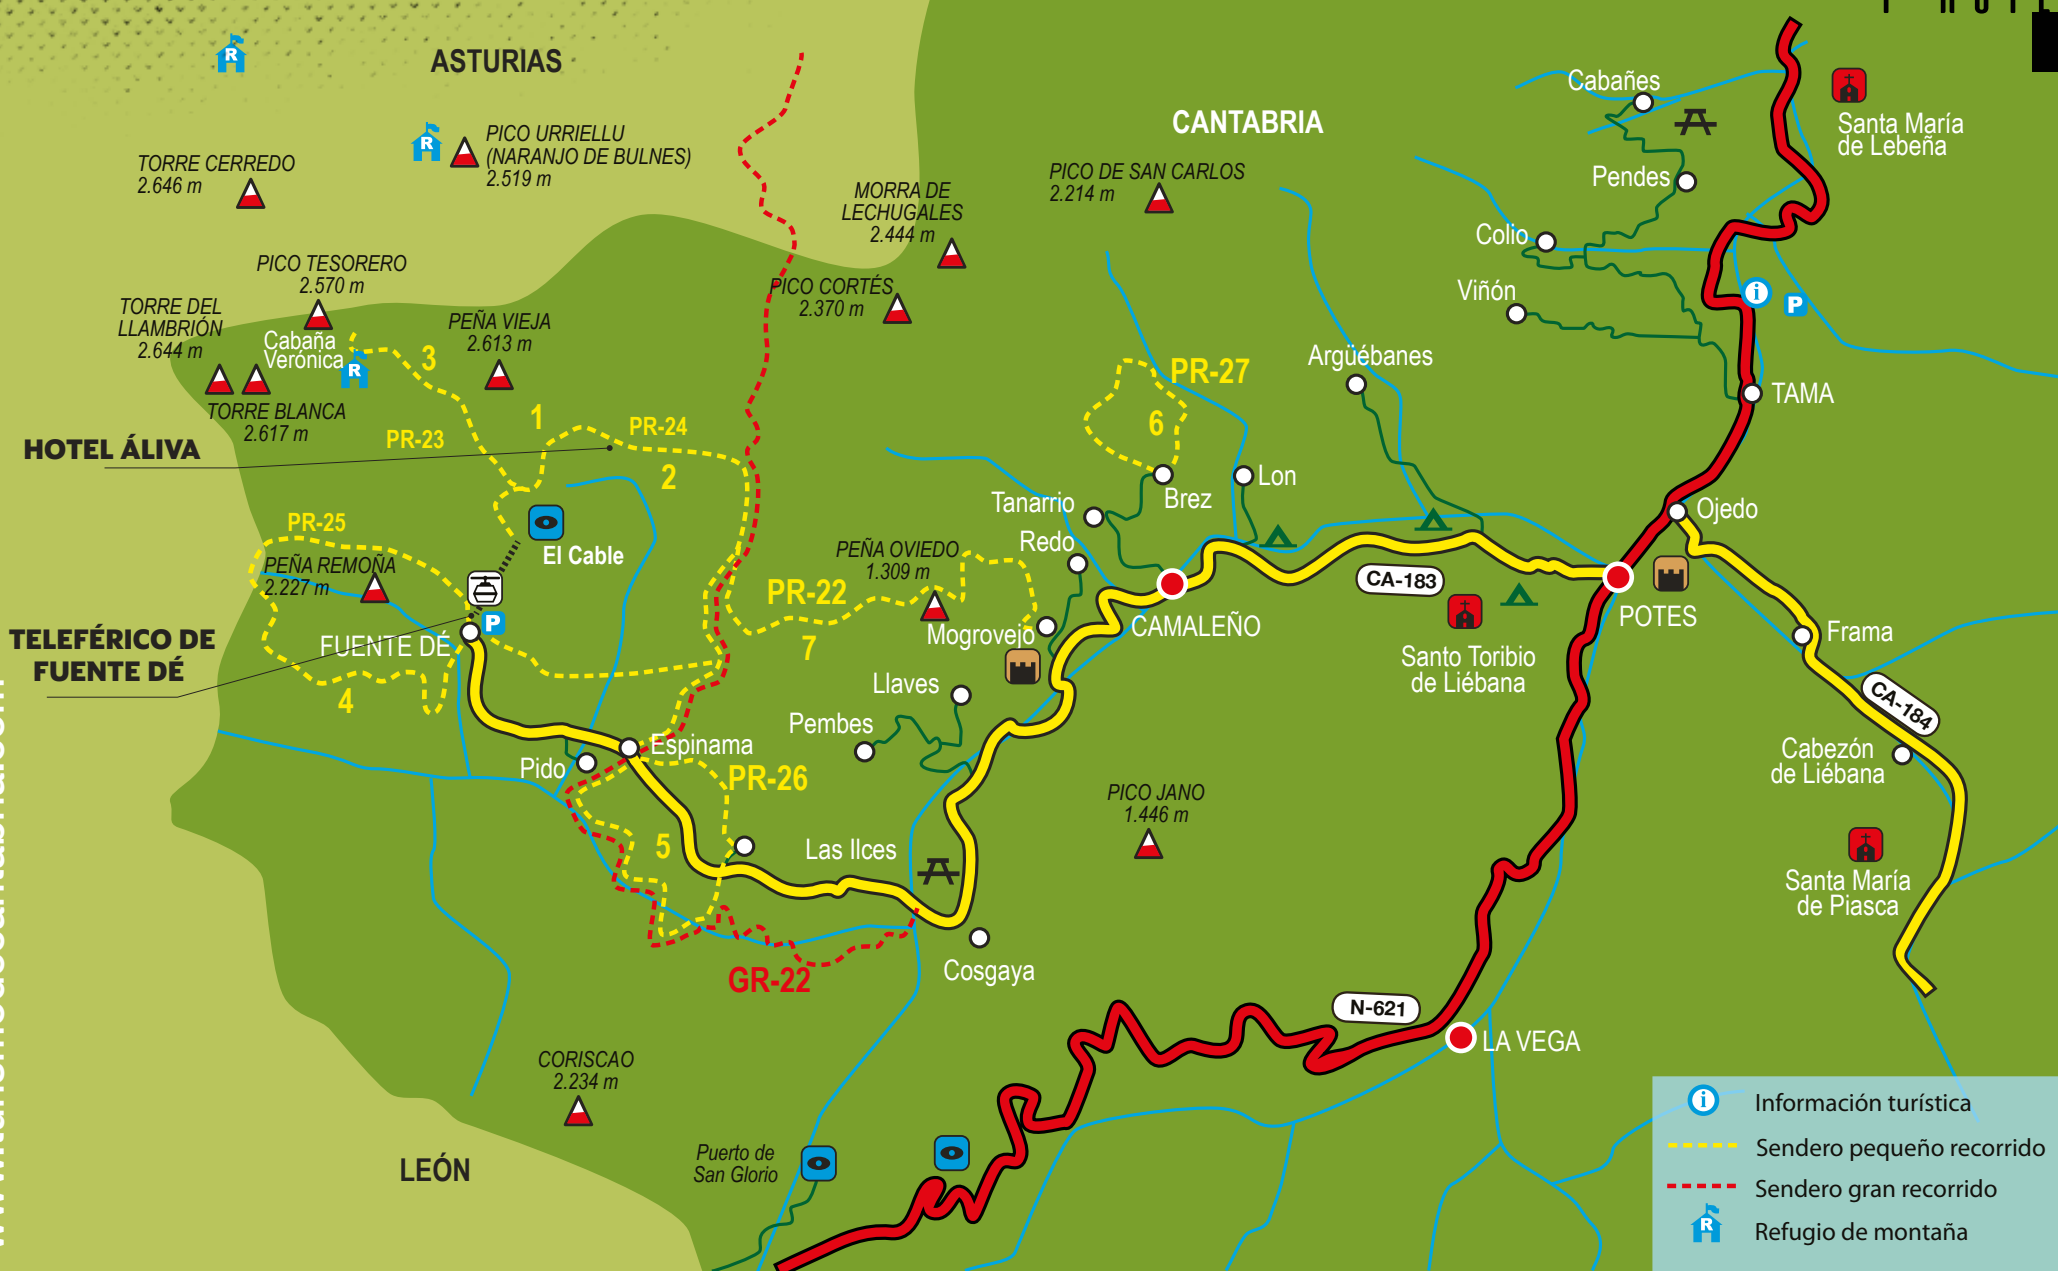 ASTURIAS
CANTABRIA
Cabañes
Santa María
de Lebeña
Pendes
TORRE CERREDO
2.646 m
R
R
PICO URRIELLU
(NARANJO DE BULNES)
2.519 m
MORRA DE
LECHUGALES
2.444 m
PICO DE SAN CARLOS
2.214 m
Colio
Viñón
i
P
PICO TESORERO
2.570 m
PICO CORTÉS
2.370 m
TORRE DEL
LLAMBRIÓN
2.644 m
Cabaña
Verónica
R
PEÑA VIEJA
2.613 m
3
1
PR-23
PR-24
2
TORRE BLANCA
2.617 m
HOTEL ÁLIVA
PR-27
6
Argüébanes
TAMA
Tanarrio
Brez
Lon
Redo
Ojedo
PR-25
PEÑA REMOÑA
2.227 m
El Cable
PEÑA OVIEDO
1.309 m
PR-22
7
CA-183
P
TELEFÉRICO DE
FUENTE DÉ
FUENTE DÉ
4
Mogrovejo
CAMALEÑO
POTES
Frama
Santo Toribio
de Liébana
CA-184
Llaves
Pembes
Espinama
Pido
PR-26
5
Cabezón
de Liébana
PICO JANO
1.446 m
Las Ilces
Santa María
de Piasca
Cosgaya
GR-22
N-621
LA VEGA
CORISCAO
2.234 m
LEÓN
Puerto de
San Glorio
i
Información turística
Sendero pequeño recorrido
Sendero gran recorrido
R
Refugio de montaña